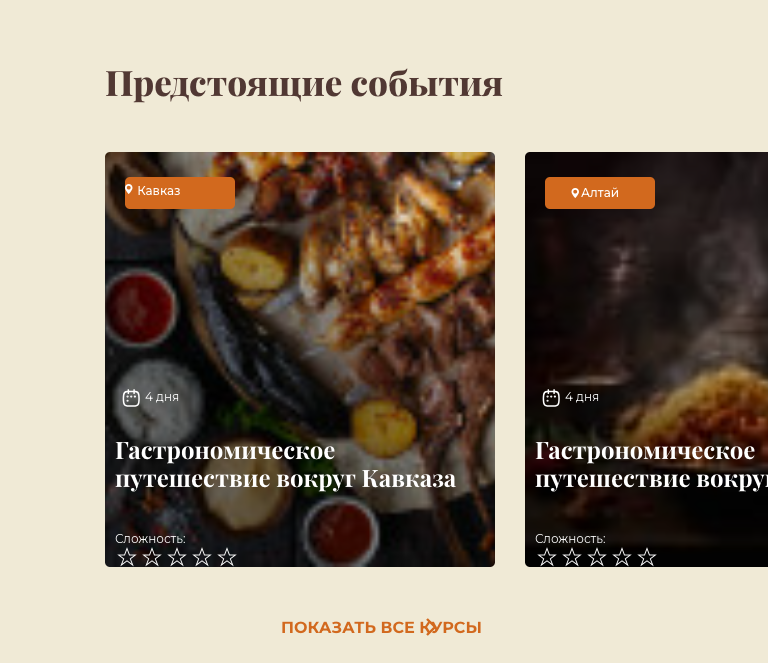 Предстоящие события
Кавказ
4 дня
Гастрономическое
путешествие вокруг Кавказа
Сложность:
Алтай
4 дня
Гастрономическое
путешествие
Сложность:
ПОКАЗАТЬ ВСЕ КУРСЫ